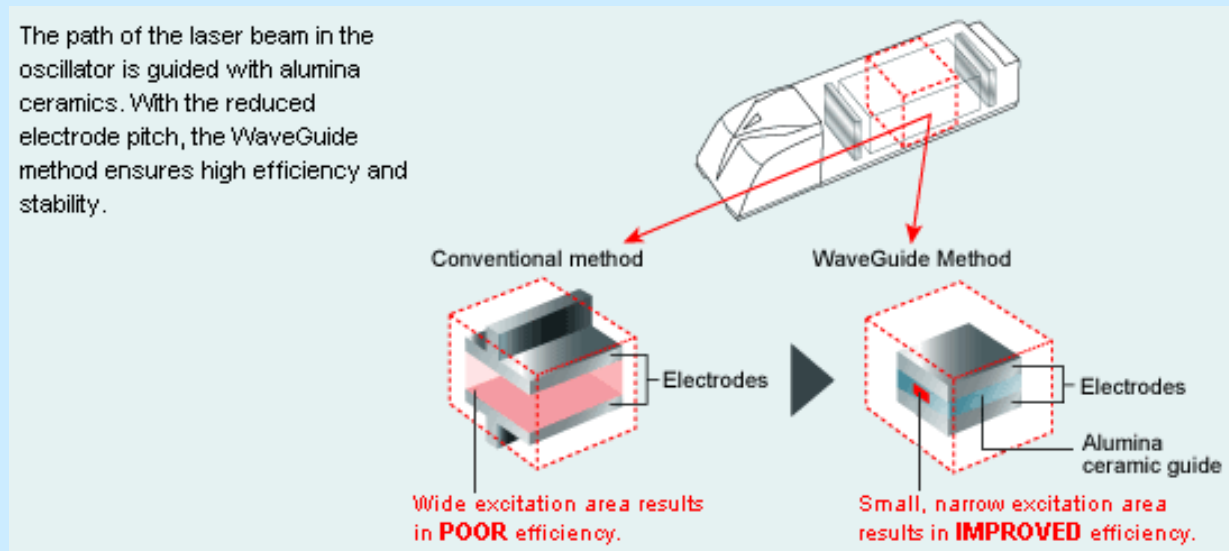 The path of the laser beam in the
oscillator is guided with alumina
ceramics. With the reduced
electrode pitch, the WaveGuide
method ensures high efficiency and
stability.
Conventional method
WaveGuide Method
Electrodes
Electrodes
Alumina
ceramic guide
Wide excitation area results
in POOR efficiency.
Small, narrow excitation area
results in IMPROVED efficiency.